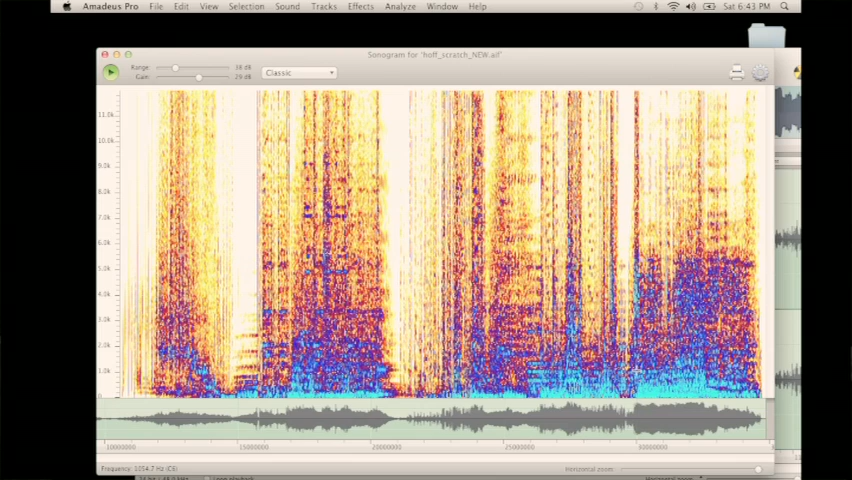 Amadeus Pro File Edit View Selection Sound Tracks Effects Analyze Window Help Sat 6:43 PM
Sonogram for "hoff_scratch_NEW.aif"
Range: 38 dB
Gain: 29 dB
Classic
11.0k
10.0k
9.0k
8.0k
7.0k
6.0k
5.0k
4.0k
3.0k
2.0k
1.0k
0
10000000 15000000 20000000 25000000 30000000
Frequency: 1054.7 Hz (C6) Horizontal zoom: